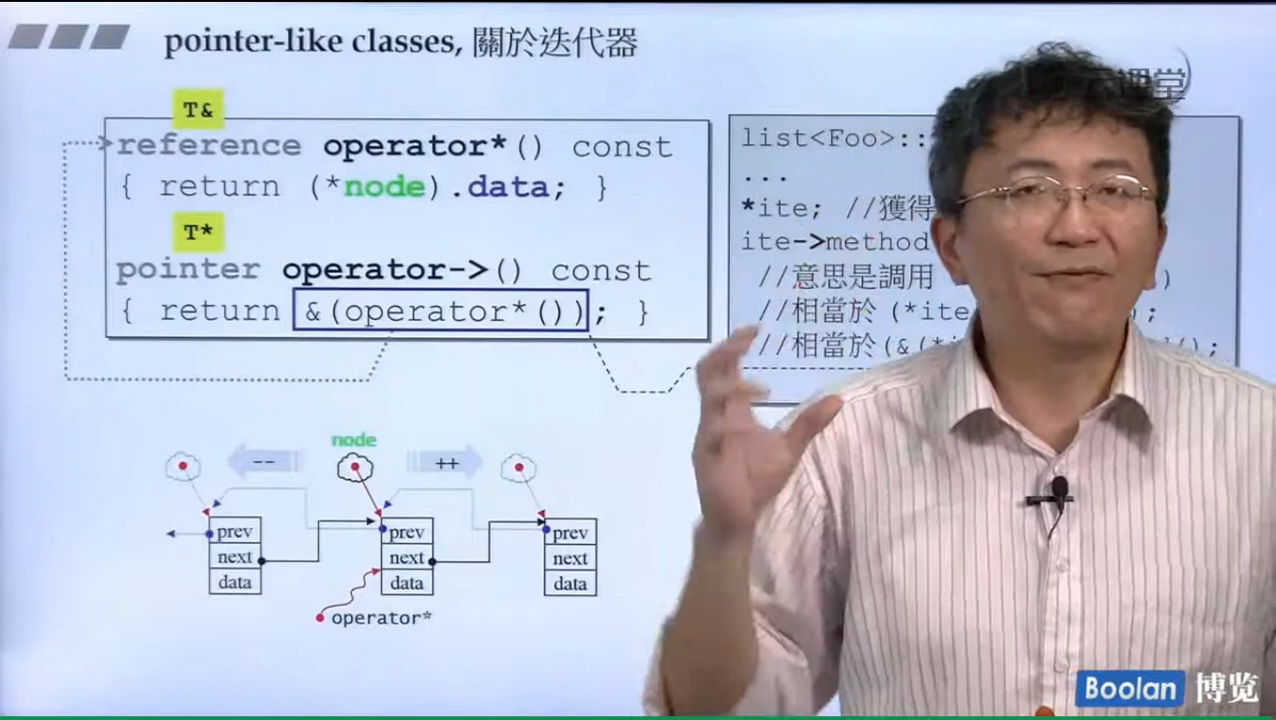 pointer-like classes, 關於迭代器
课堂
T&
reference operator*() const
{ return (*node).data; }
T*
pointer operator->() const
{ return &(operator*()); }
list<Foo>::
...
*ite; //獲得
ite->method
//意思是調用 )
//相當於 (*ite );
//相當於(&(* ();
node
-- ++
prev prev prev
next next next
data data data
operator*
Boolan 博览